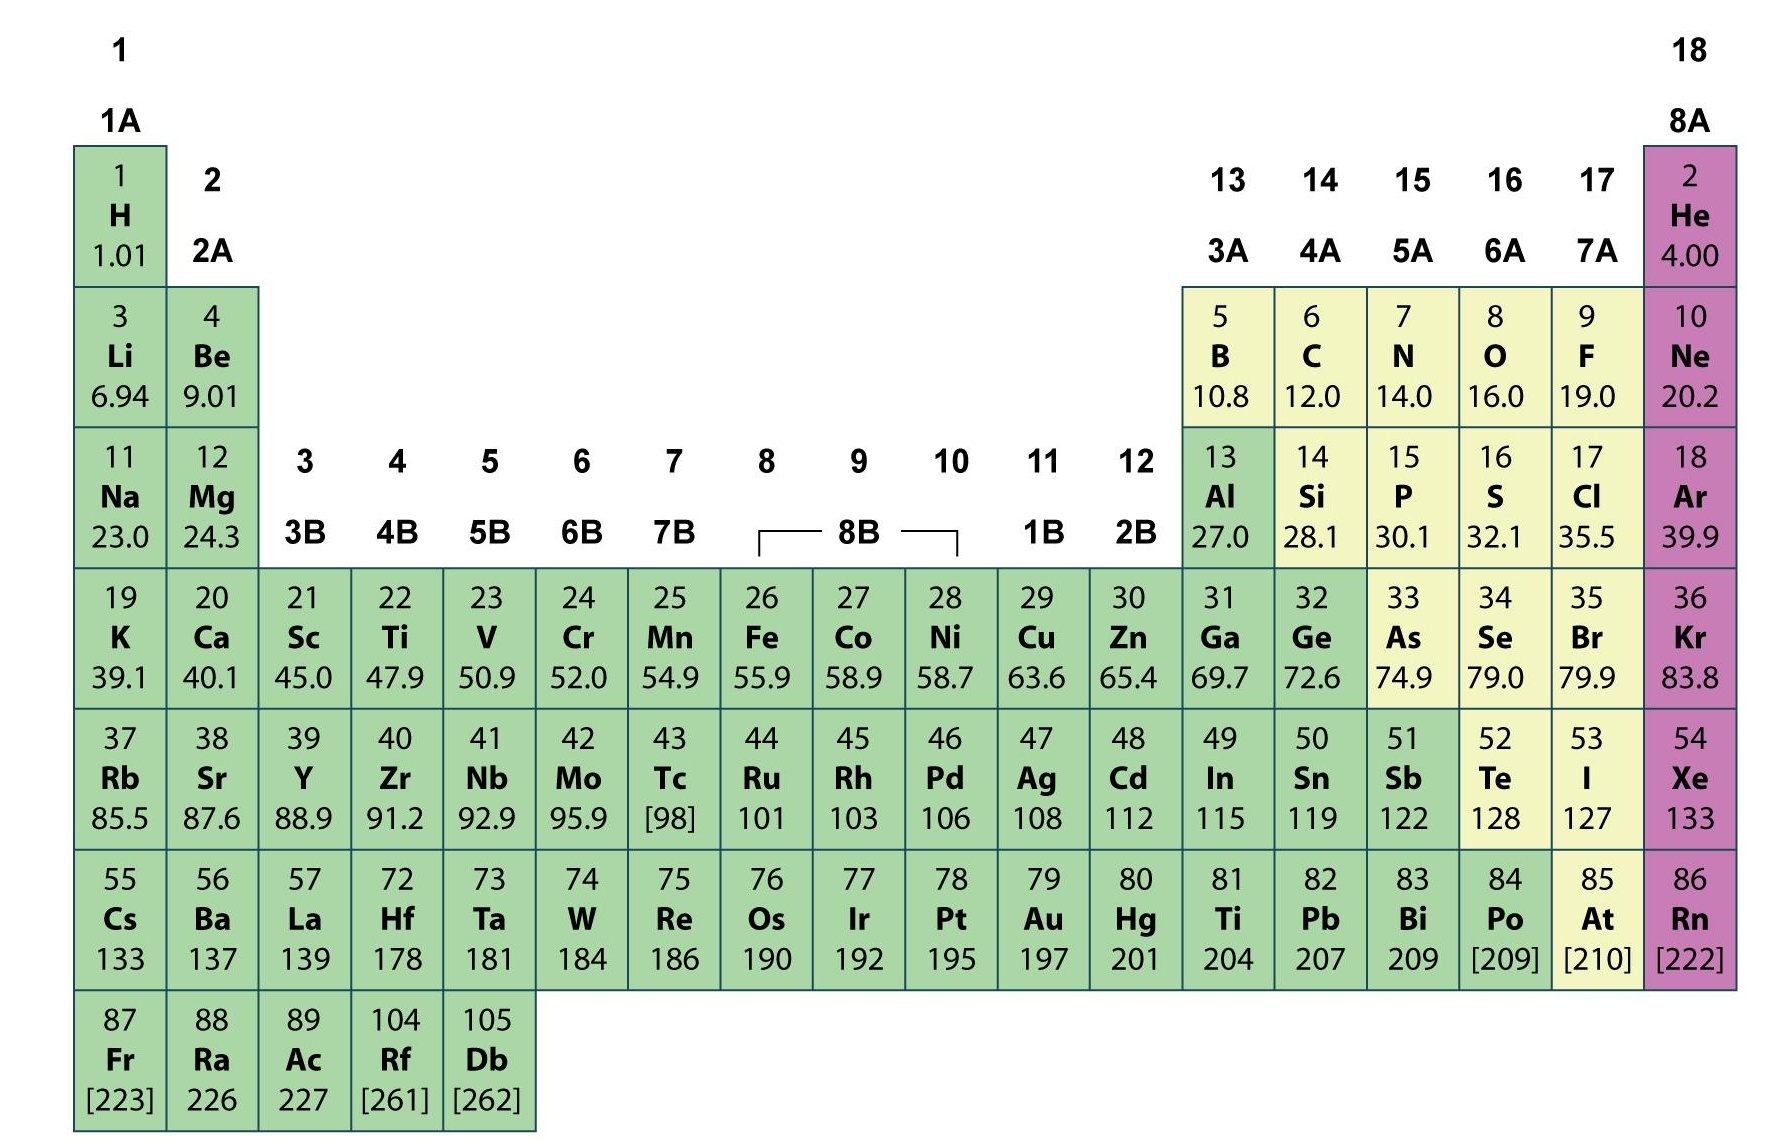 1 18
1A 8A
1 2 13 14 15 16 17 2
H He
1.01 2A 3A 4A 5A 6A 7A 4.00
3 4 5 6 7 8 9 10
Li Be B C N O F Ne
6.94 9.01 10.8 12.0 14.0 16.0 19.0 20.2
11 12 3 4 5 6 7 8 9 10 11 12 13 14 15 16 17 18
Na Mg Al Si P S Cl Ar
23.0 24.3 3B 4B 5B 6B 7B 8B 1B 2B 27.0 28.1 30.1 32.1 35.5 39.9
19 20 21 22 23 24 25 26 27 28 29 30 31 32 33 34 35 36
K Ca Sc Ti V Cr Mn Fe Co Ni Cu Zn Ga Ge As Se Br Kr
39.1 40.1 45.0 47.9 50.9 52.0 54.9 55.9 58.9 58.7 63.6 65.4 69.7 72.6 74.9 79.0 79.9 83.8
37 38 39 40 41 42 43 44 45 46 47 48 49 50 51 52 53 54
Rb Sr Y Zr Nb Mo Tc Ru Rh Pd Ag Cd In Sn Sb Te I Xe
85.5 87.6 88.9 91.2 92.9 95.9 [98] 101 103 106 108 112 115 119 122 128 127 133
55 56 57 72 73 74 75 76 77 78 79 80 81 82 83 84 85 86
Cs Ba La Hf Ta W Re Os Ir Pt Au Hg Ti Pb Bi Po At Rn
133 137 139 178 181 184 186 190 192 195 197 201 204 207 209 [209] [210] [222]
87 88 89 104 105
Fr Ra Ac Rf Db
[223] 226 227 [261] [262]